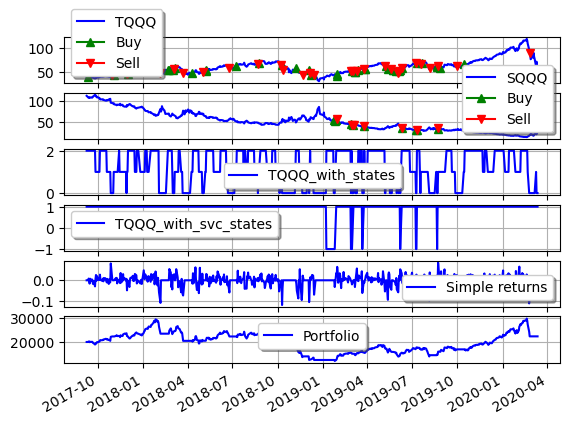 TQQQ
Buy
Sell
100
50
SQQQ
Buy
Sell
100
50
2
0
TQQQ_with_states
1
−1
TQQQ_with_svc_states
0.0
−0.1
Simple returns
30000
20000
Portfolio
2017-10
2018-01
2018-04
2018-07
2018-10
2019-01
2019-04
2019-07
2019-10
2020-01
2020-04